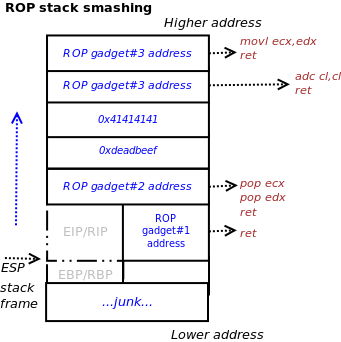 ROP stack smashing
Higher address
ROP gadget#3 address
movl ecx,edx
ret
ROP gadget#3 address
adc cl,cl
ret
0x41414141
0xdeadbeef
ROP gadget#2 address
pop ecx
pop edx
ret
EIP/RIP
ROP
gadget#1
address
ret
ESP
EBP/RBP
stack
frame
...junk...
Lower address